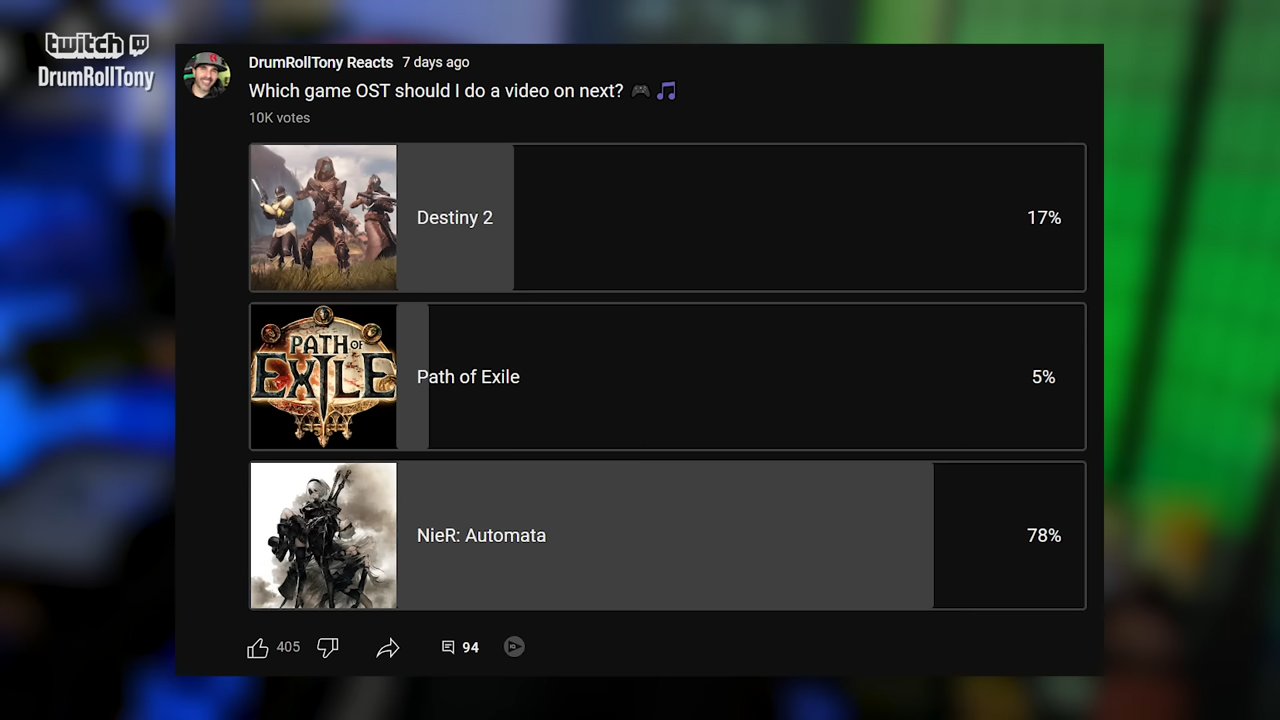 twitch
DrumRollTony
DrumRollTony Reacts 7 days ago
Which game OST should I do a video on next? 🎮 🎵
10K votes
Destiny 2
17%
PATH OF
EXILE
Path of Exile
5%
NieR: Automata
78%
405
94